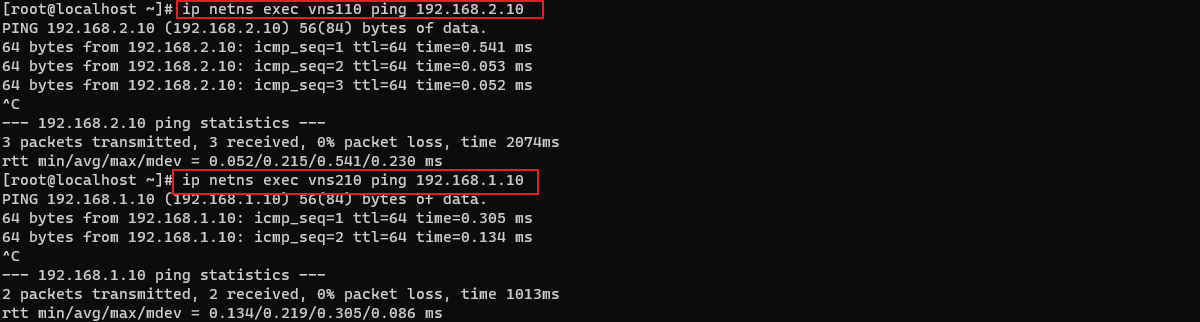 [root@localhost ~]# ip netns exec vns110 ping 192.168.2.10
PING 192.168.2.10 (192.168.2.10) 56(84) bytes of data.
64 bytes from 192.168.2.10: icmp_seq=1 ttl=64 time=0.541 ms
64 bytes from 192.168.2.10: icmp_seq=2 ttl=64 time=0.053 ms
64 bytes from 192.168.2.10: icmp_seq=3 ttl=64 time=0.052 ms
^C
--- 192.168.2.10 ping statistics ---
3 packets transmitted, 3 received, 0% packet loss, time 2074ms
rtt min/avg/max/mdev = 0.052/0.215/0.541/0.230 ms
[root@localhost ~]# ip netns exec vns210 ping 192.168.1.10
PING 192.168.1.10 (192.168.1.10) 56(84) bytes of data.
64 bytes from 192.168.1.10: icmp_seq=1 ttl=64 time=0.305 ms
64 bytes from 192.168.1.10: icmp_seq=2 ttl=64 time=0.134 ms
^C
--- 192.168.1.10 ping statistics ---
2 packets transmitted, 2 received, 0% packet loss, time 1013ms
rtt min/avg/max/mdev = 0.134/0.219/0.305/0.086 ms